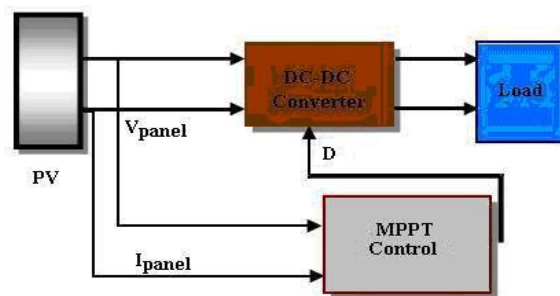 DC-DC
Converter
Load
Vpanel
D
PV
MPPT
Control
Ipanel